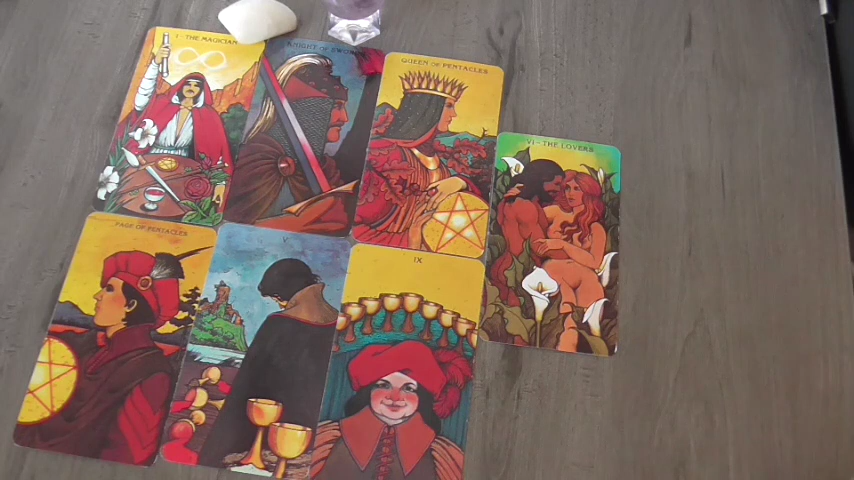 I - THE MAGICIAN
KNIGHT OF SWORDS
QUEEN OF PENTACLES
VI - THE LOVERS
PAGE OF PENTACLES
V
IX